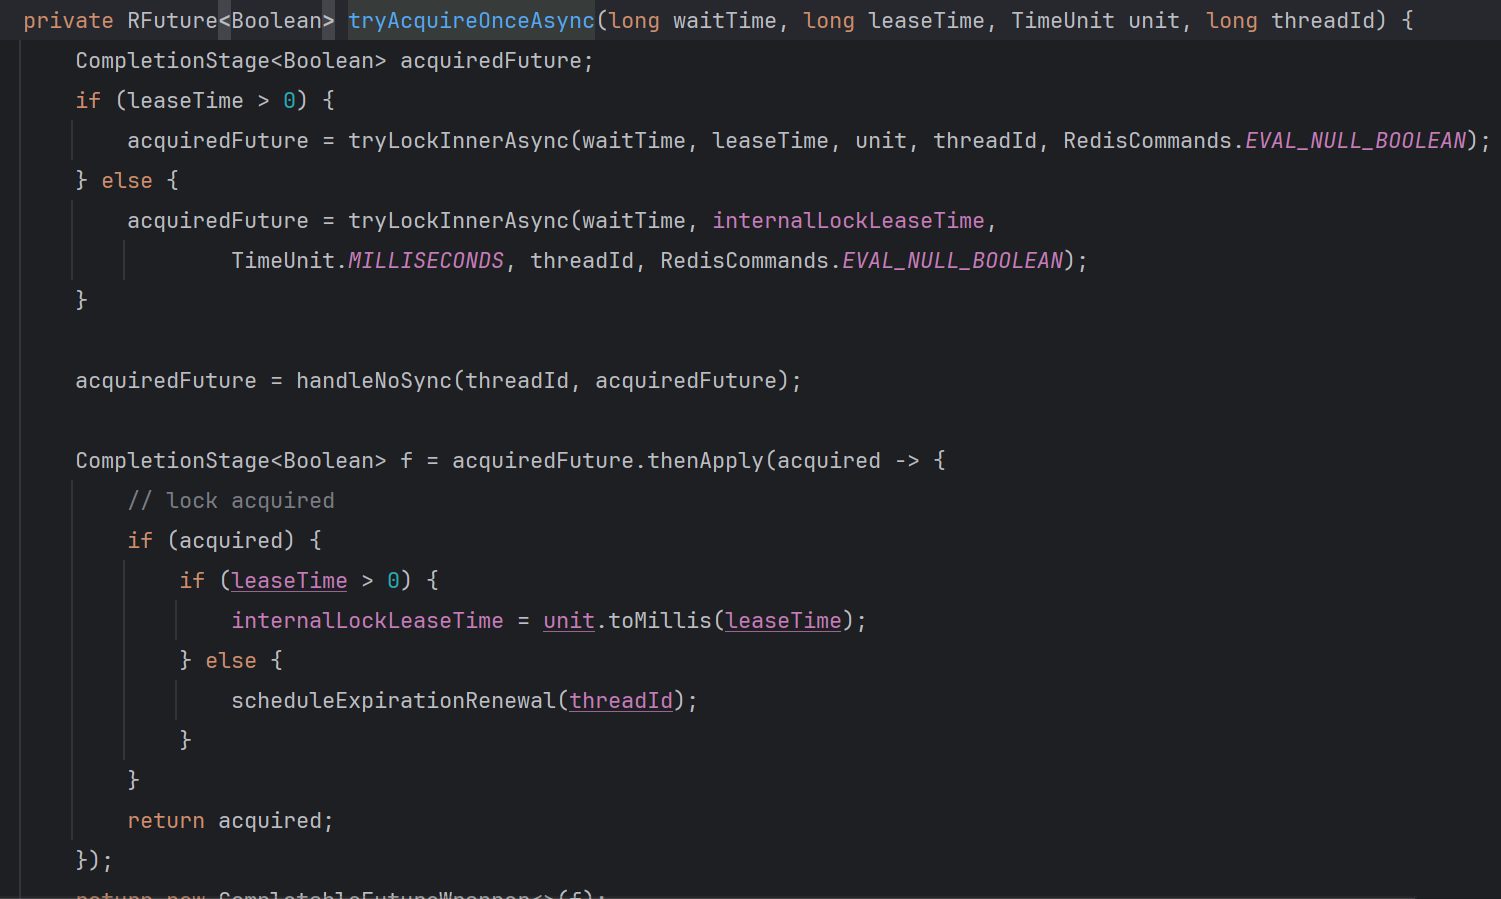 private RFuture<Boolean> tryAcquireOnceAsync(long waitTime, long leaseTime, TimeUnit unit, long threadId) {
    CompletionStage<Boolean> acquiredFuture;
    if (leaseTime > 0) {
        acquiredFuture = tryLockInnerAsync(waitTime, leaseTime, unit, threadId, RedisCommands.EVAL_NULL_BOOLEAN);
    } else {
        acquiredFuture = tryLockInnerAsync(waitTime, internalLockLeaseTime,
                TimeUnit.MILLISECONDS, threadId, RedisCommands.EVAL_NULL_BOOLEAN);
    }

    acquiredFuture = handleNoSync(threadId, acquiredFuture);

    CompletionStage<Boolean> f = acquiredFuture.thenApply(acquired -> {
        // lock acquired
        if (acquired) {
            if (leaseTime > 0) {
                internalLockLeaseTime = unit.toMillis(leaseTime);
            } else {
                scheduleExpirationRenewal(threadId);
            }
        }
        return acquired;
    });
    return new CompletableFutureWrapper<>(f);